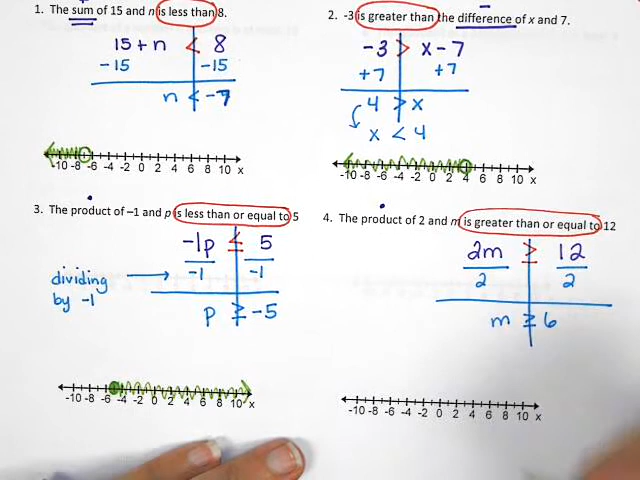 1. The sum of 15 and n is less than 8.
15 + n < 8
-15 -15
n < -7
-10 -8 -6 -4 -2 0 2 4 6 8 10 x
2. -3 is greater than the difference of x and 7.
-3 > x - 7
+7 +7
4 > x
x < 4
-10 -8 -6 -4 -2 0 2 4 6 8 10 x
3. The product of –1 and p is less than or equal to 5
-1p ≤ 5
-1 -1
dividing
by -1
p ≥ -5
-10 -8 -6 -4 -2 0 2 4 6 8 10 x
4. The product of 2 and m is greater than or equal to 12
2m ≥ 12
2 2
m ≥ 6
-10 -8 -6 -4 -2 0 2 4 6 8 10 x